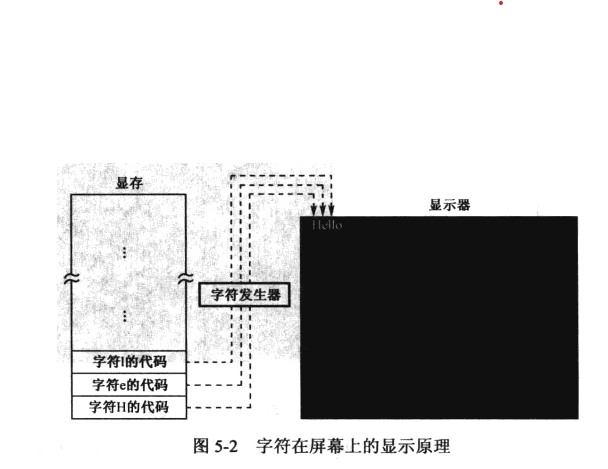 显存
显示器
Hello
字符发生器
字符l的代码
字符e的代码
字符H的代码
图 5-2 字符在屏幕上的显示原理